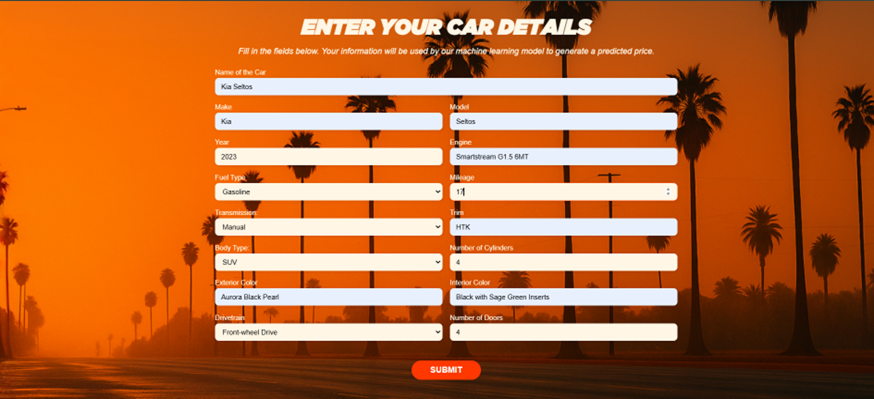 ENTER YOUR CAR DETAILS
Fill in the fields below. Your information will be used by our machine learning model to generate a predicted price.
Name of the Car
Kia Seltos
Make Model
Kia Seltos
Year Engine
2023 Smartstream G1.5 6MT
Fuel Type Mileage
Gasoline 17
Transmission Trim
Manual HTK
Body Type: Number of Cylinders
SUV 4
Exterior Color Interior Color
Aurora Black Pearl Black with Sage Green Inserts
Drivetrain Number of Doors
Front-wheel Drive 4
SUBMIT